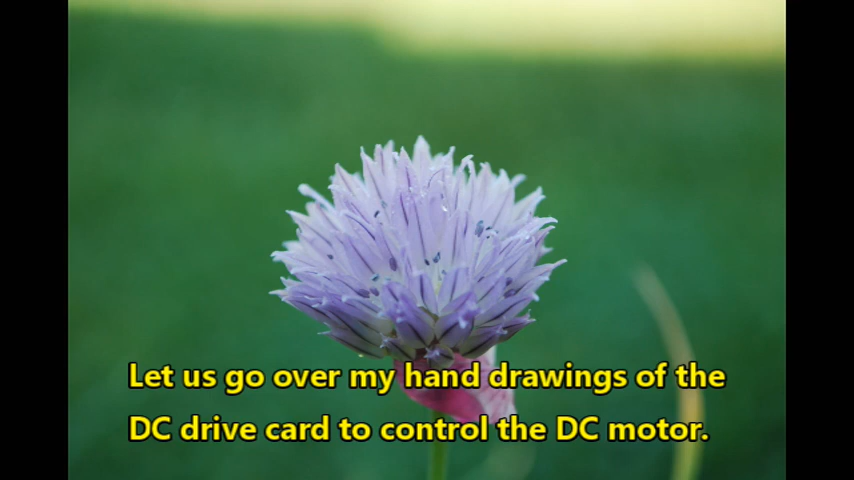 Let us go over my hand drawings of the
DC drive card to control the DC motor.